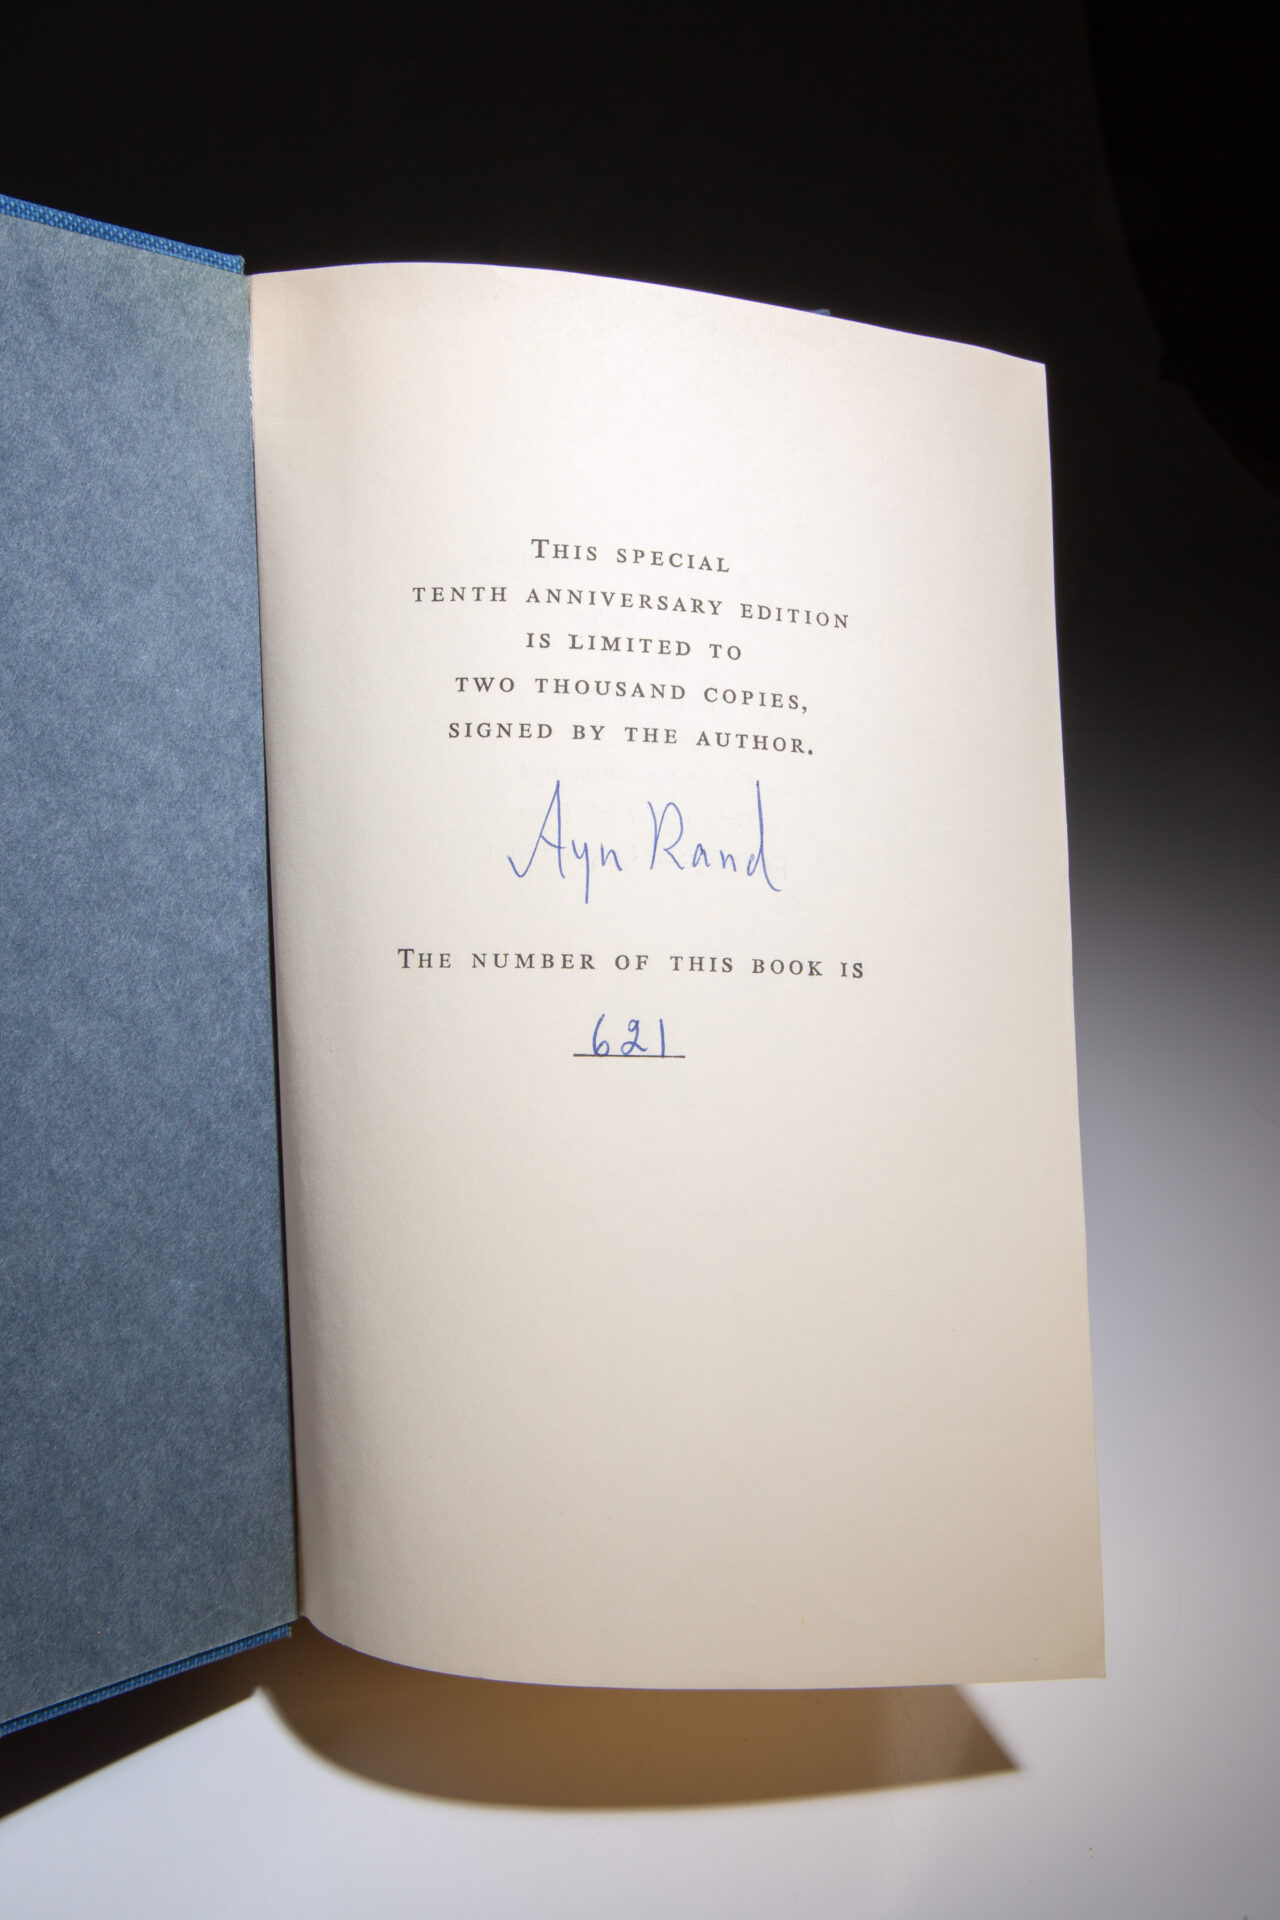 THIS SPECIAL
TENTH ANNIVERSARY EDITION
IS LIMITED TO
TWO THOUSAND COPIES,
SIGNED BY THE AUTHOR.
Ayn Rand
THE NUMBER OF THIS BOOK IS
621